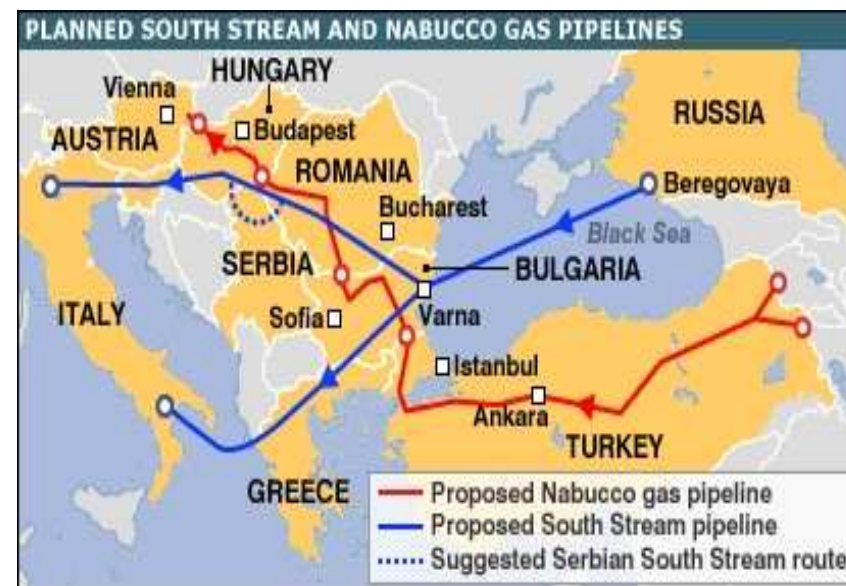 PLANNED SOUTH STREAM AND NABUCCO GAS PIPELINES
HUNGARY
Vienna
RUSSIA
AUSTRIA
Budapest
ROMANIA
Beregovaya
Bucharest
Black Sea
SERBIA
BULGARIA
ITALY
Sofia
Varna
Istanbul
Ankara
TURKEY
GREECE
Proposed Nabucco gas pipeline
Proposed South Stream pipeline
Suggested Serbian South Stream route